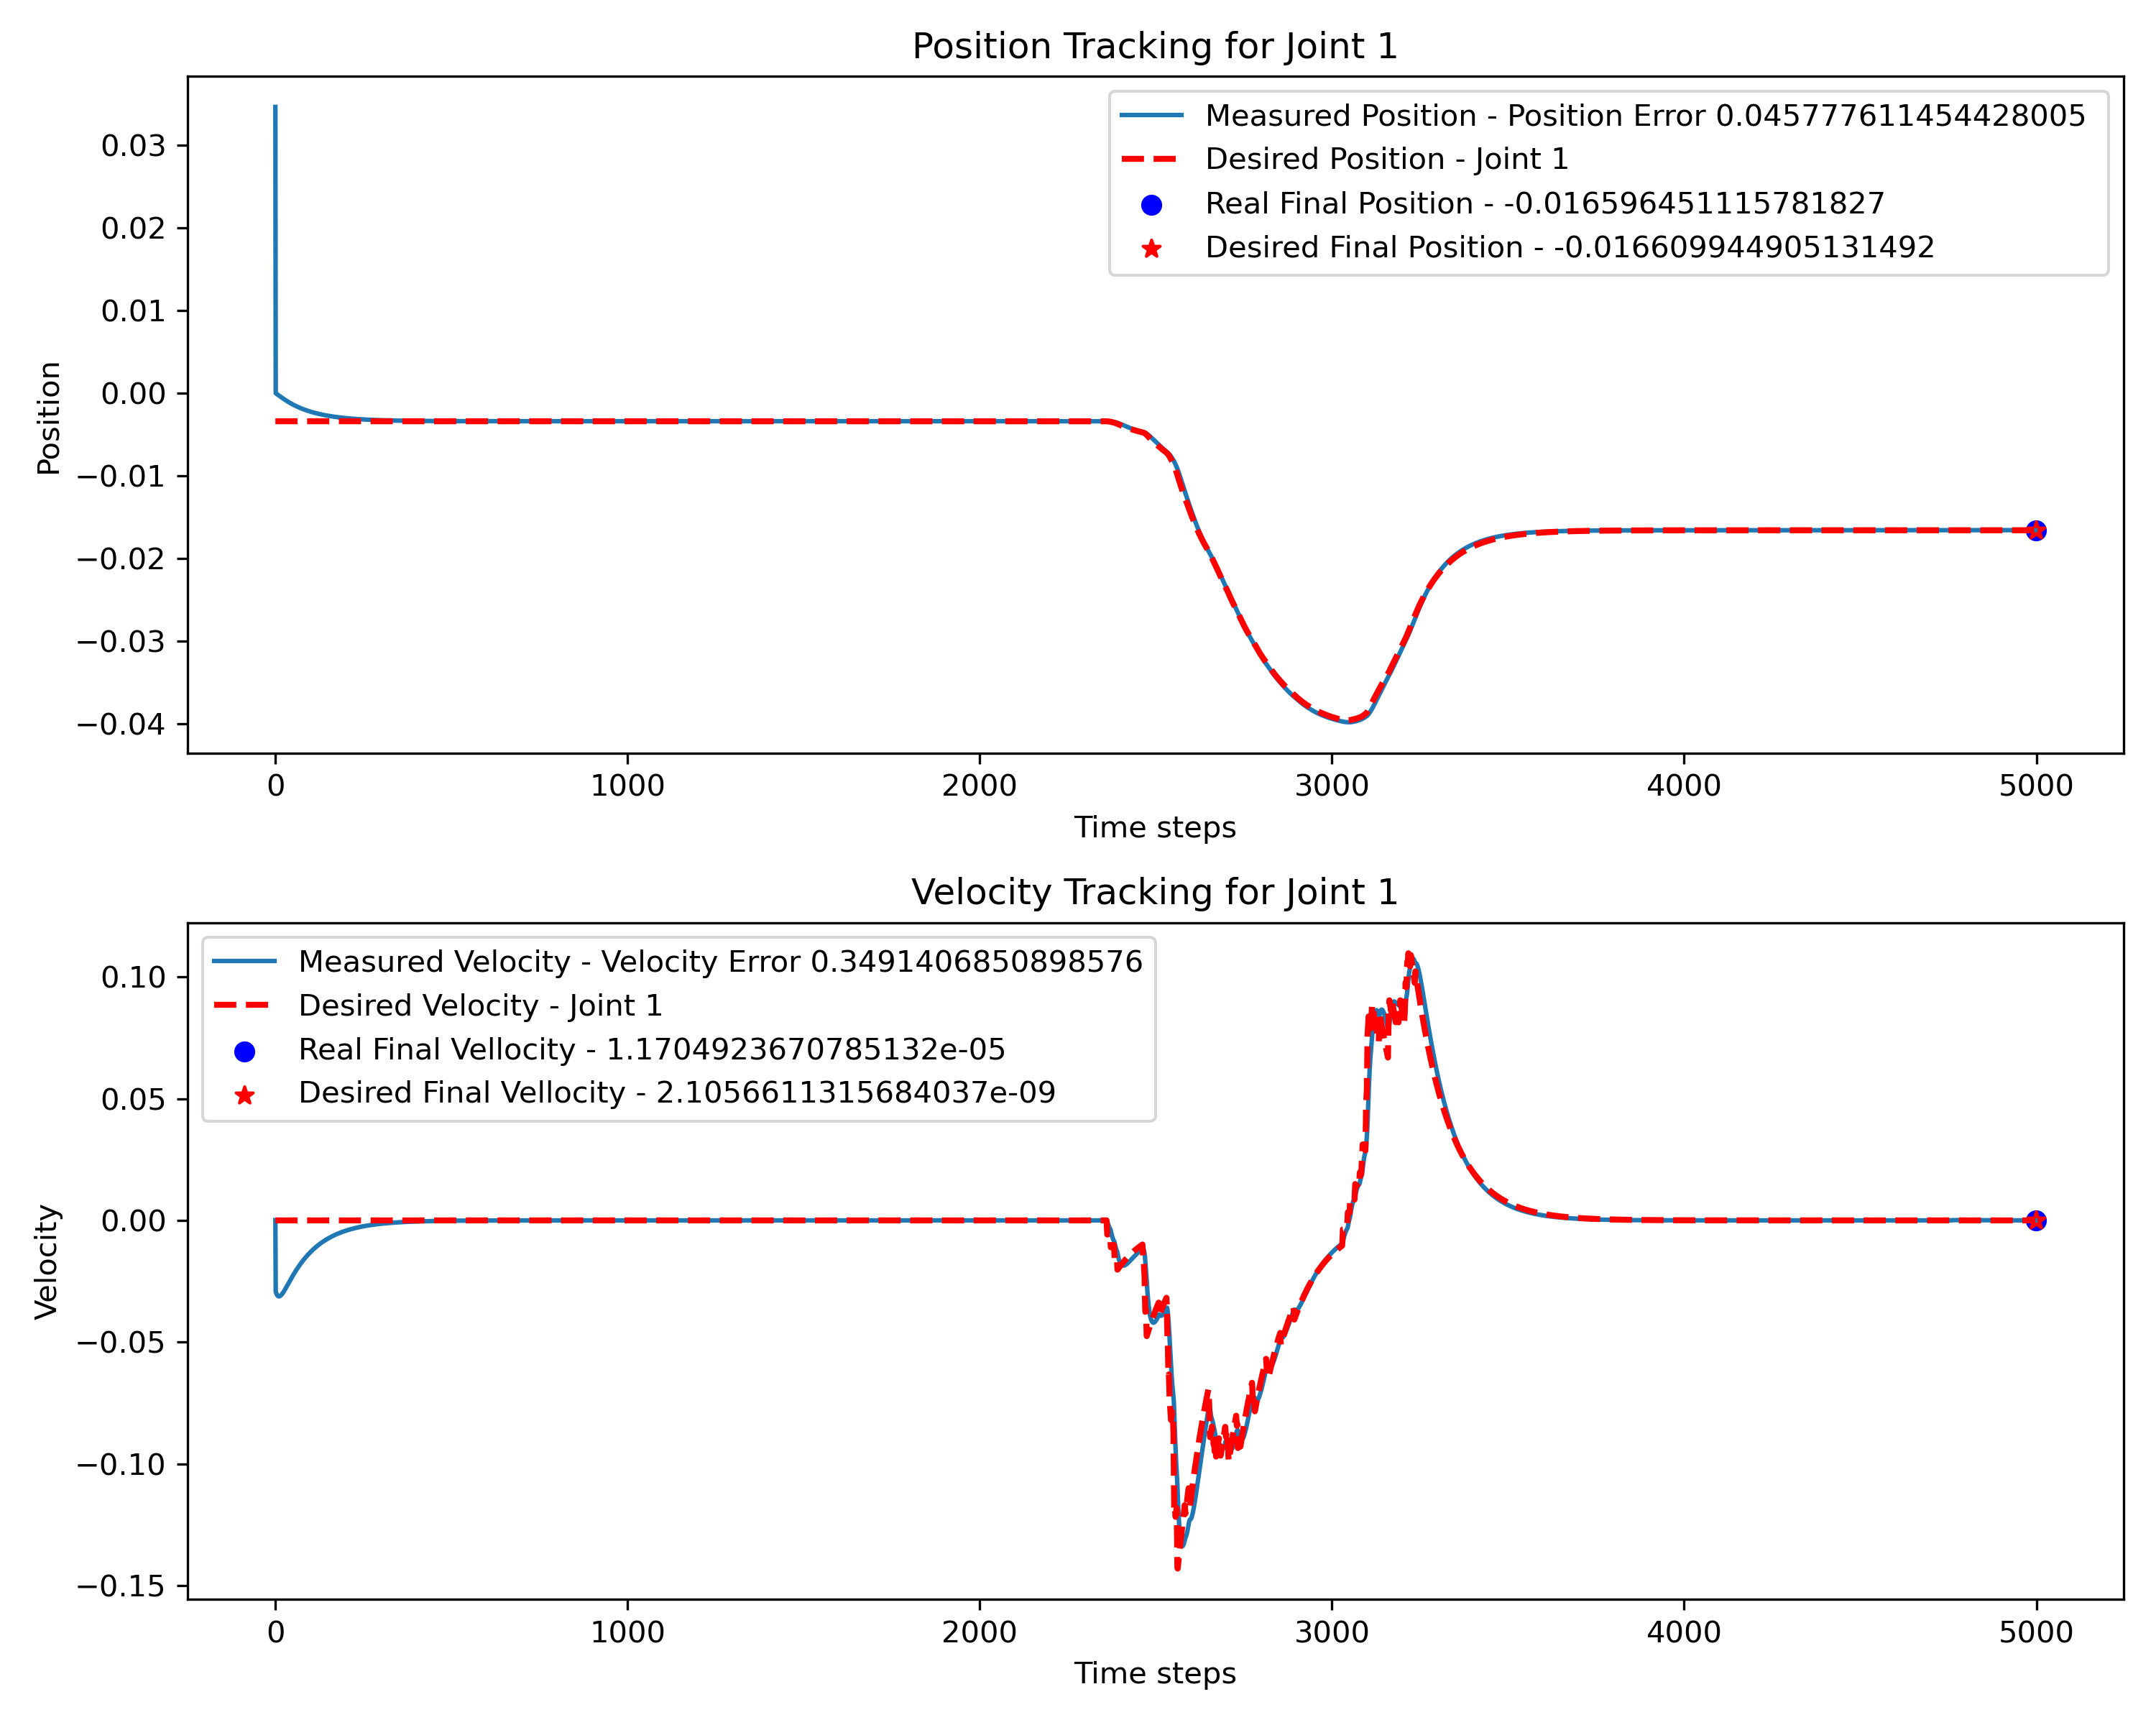 Position Tracking for Joint 1
Measured Position - Position Error 0.045777611454428005
Desired Position - Joint 1
Real Final Position - -0.016596451115781827
Desired Final Position - -0.016609944905131492
Position
0.03
0.02
0.01
0.00
−0.01
−0.02
−0.03
−0.04
0 1000 2000 3000 4000 5000
Time steps
Velocity Tracking for Joint 1
Measured Velocity - Velocity Error 0.3491406850898576
Desired Velocity - Joint 1
Real Final Vellocity - 1.1704923670785132e-05
Desired Final Vellocity - 2.1056611315684037e-09
Velocity
0.10
0.05
0.00
−0.05
−0.10
−0.15
0 1000 2000 3000 4000 5000
Time steps